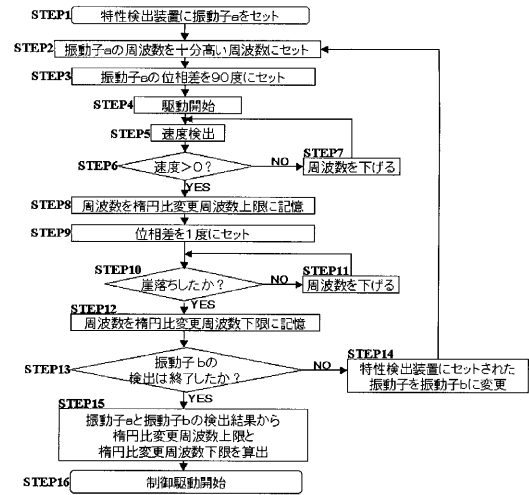 STEP1 特性検出装置に振動子aをセット
STEP2 振動子aの周波数を十分高い周波数にセット
STEP3 振動子aの位相差を90度にセット
STEP4 駆動開始
STEP5 速度検出
STEP6 速度>0?
NO
STEP7
周波数を下げる
YES
STEP8 周波数を楕円比変更周波数上限に記憶
STEP9 位相差を1度にセット
STEP10
崖落ちしたか?
NO
STEP11
周波数を下げる
YES
STEP12
周波数を楕円比変更周波数下限に記憶
STEP13
振動子bの
検出は終了したか?
NO
STEP14
特性検出装置にセットされた
振動子を振動子bに変更
YES
STEP15
振動子aと振動子bの検出結果から
楕円比変更周波数上限と
楕円比変更周波数下限を算出
STEP16 制御駆動開始